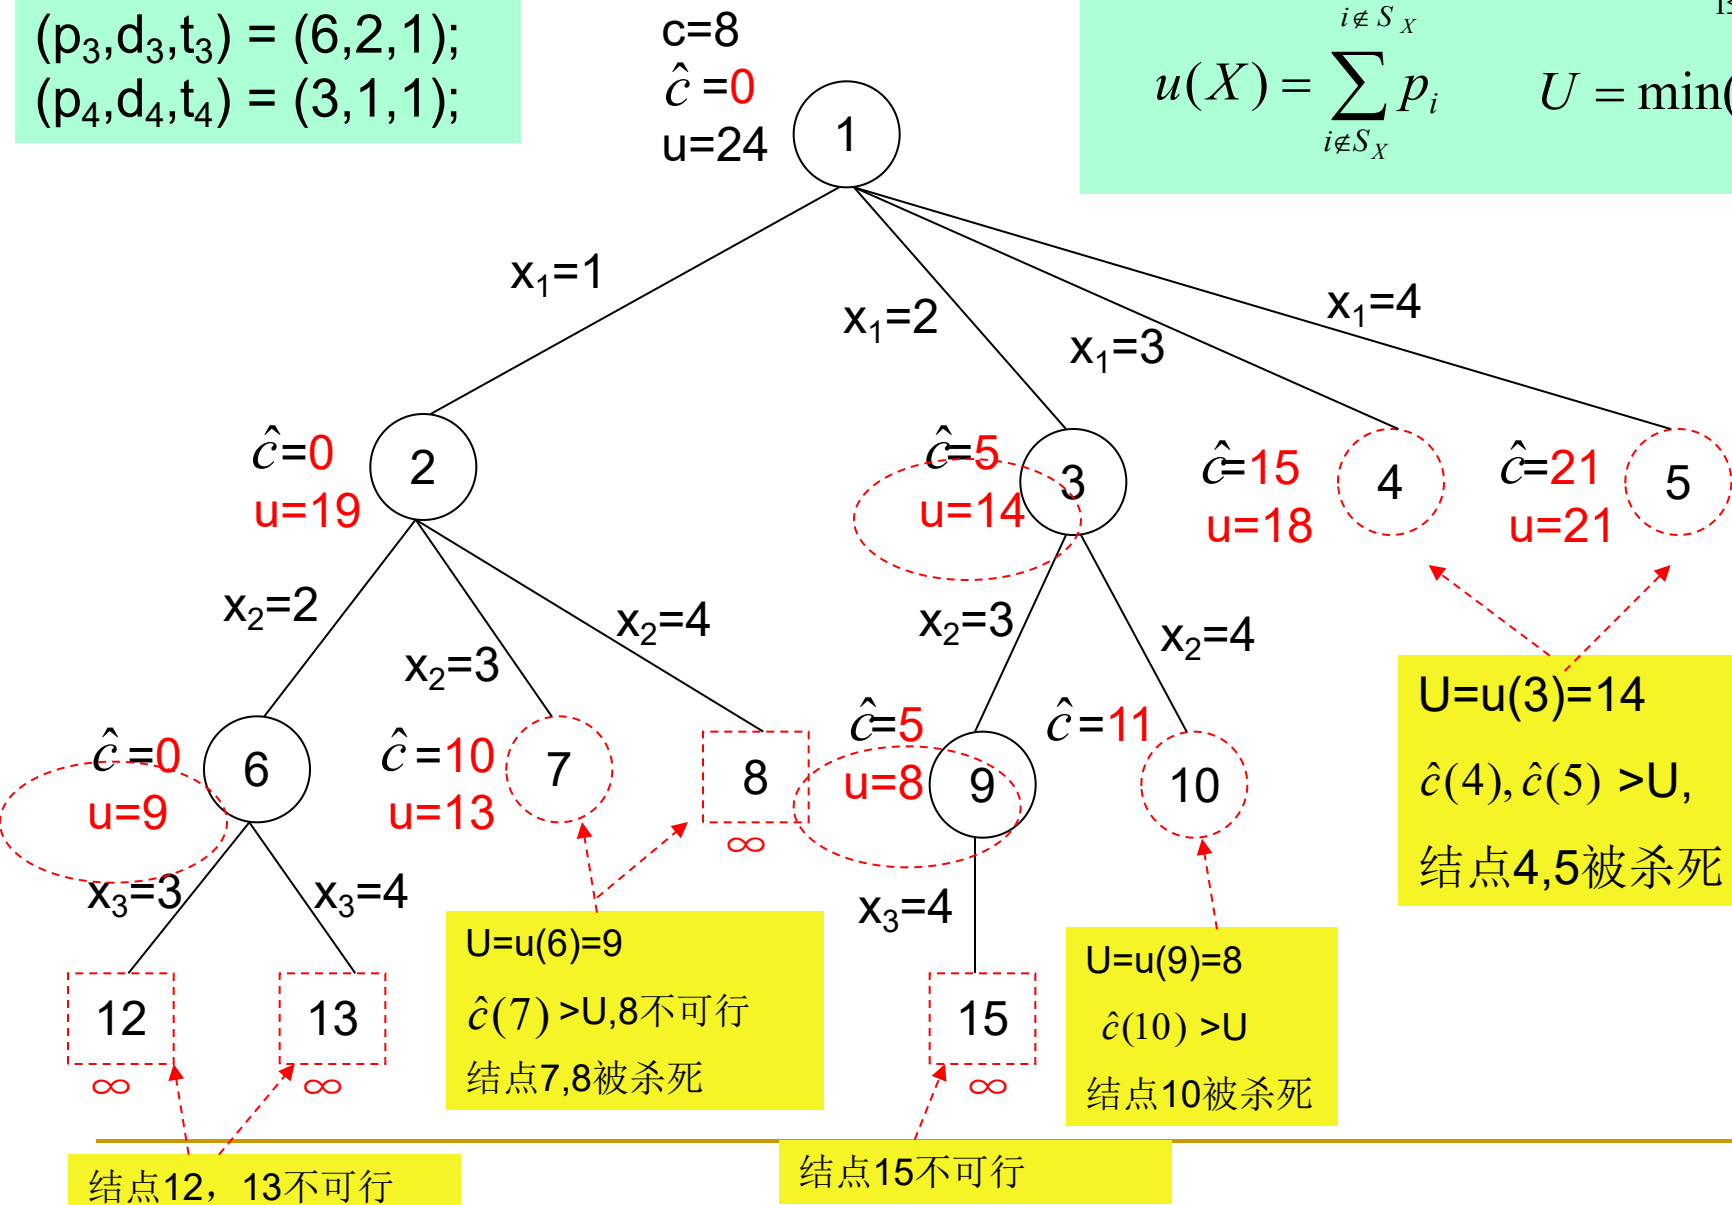 (p₃,d₃,t₃) = (6,2,1);
(p₄,d₄,t₄) = (3,1,1);
c=8
ĉ=0
u=24
1
i∉S_X
u(X) = ∑ p_i
i∉S_X
U = min(
x₁=1
x₁=2
x₁=3
x₁=4
ĉ=0
u=19
2
ĉ=5
u=14
3
ĉ=15
u=18
4
ĉ=21
u=21
5
x₂=2
x₂=3
x₂=4
x₂=3
x₂=4
U=u(3)=14
ĉ(4),ĉ(5) >U,
结点4,5被杀死
ĉ=0
u=9
6
ĉ=10
u=13
7
8
∞
ĉ=5
u=8
9
ĉ=11
10
x₃=3
x₃=4
x₃=4
U=u(6)=9
ĉ(7) >U,8不可行
结点7,8被杀死
U=u(9)=8
ĉ(10) >U
结点10被杀死
12
∞
13
∞
15
∞
结点12，13不可行
结点15不可行